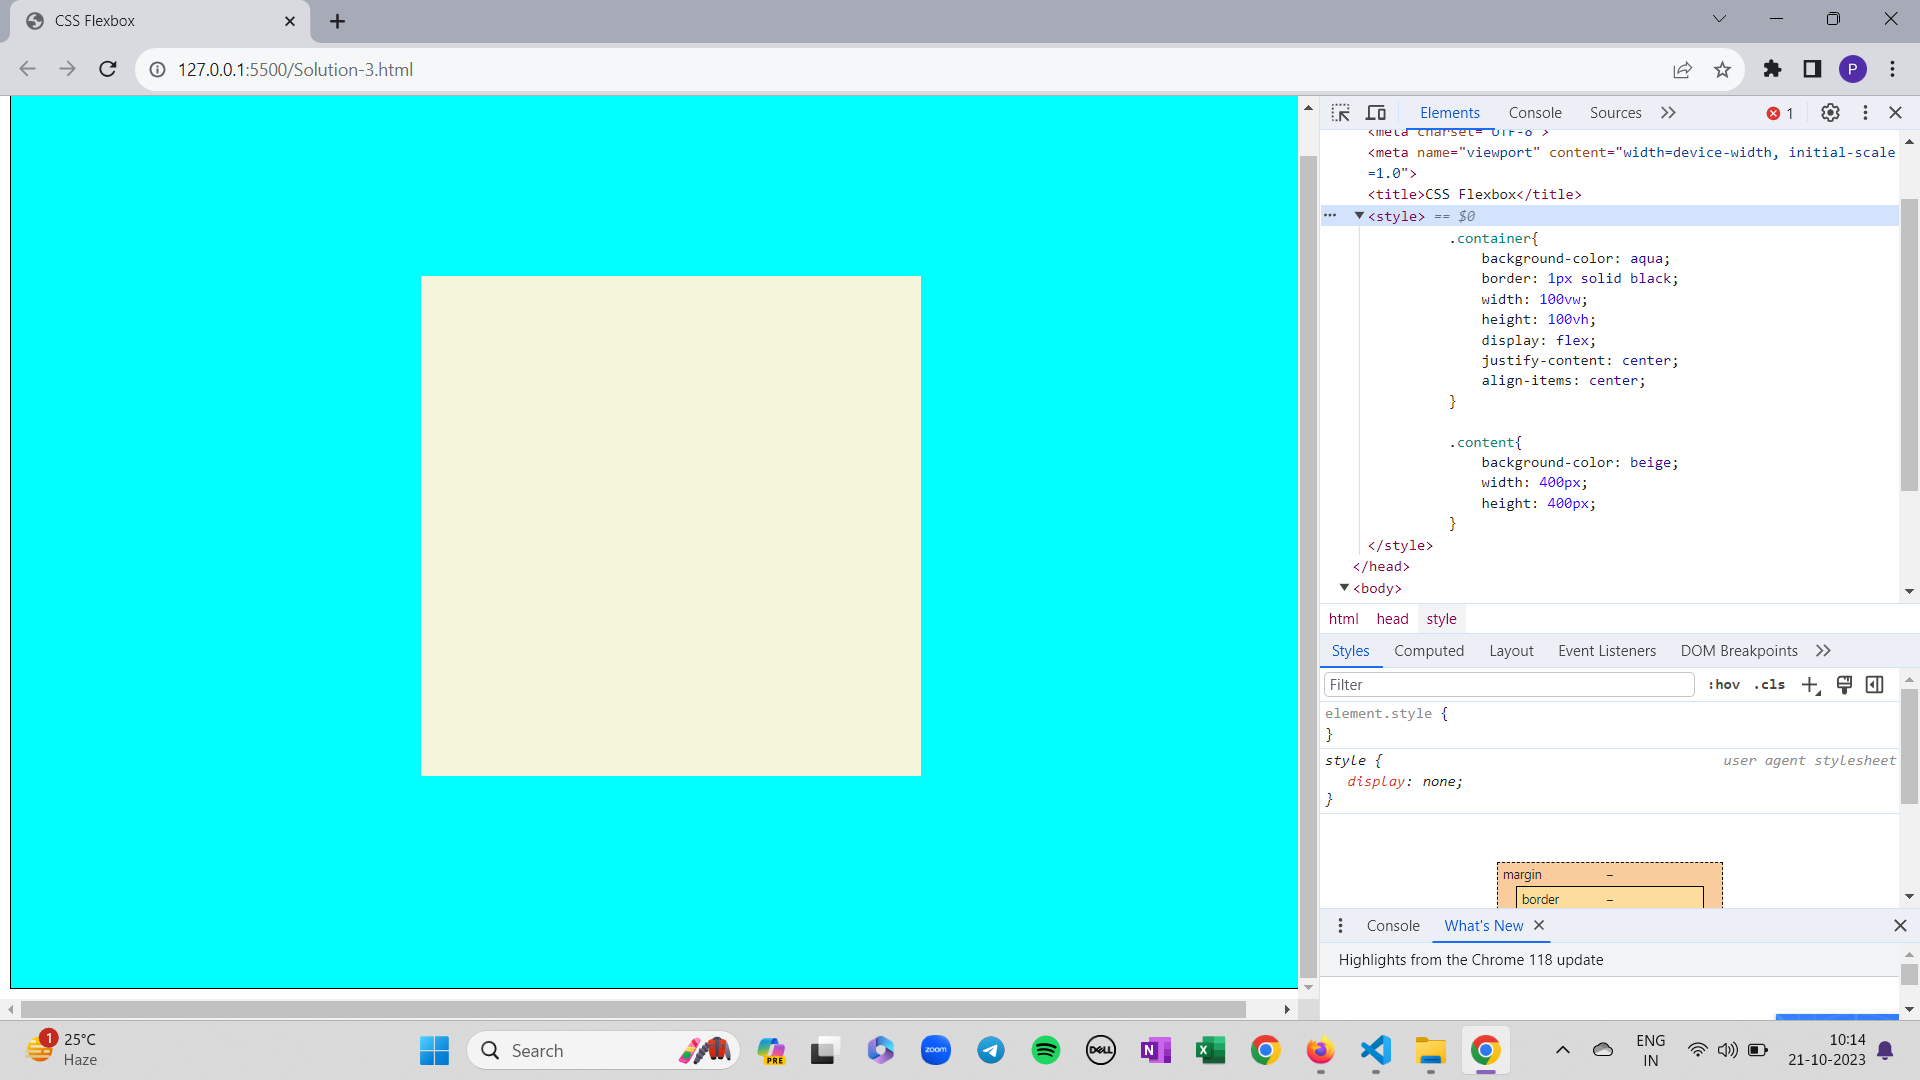 CSS Flexbox
127.0.0.1:5500/Solution-3.html
P
Elements Console Sources 1
<meta charset="UTF-8">
<meta name="viewport" content="width=device-width, initial-scale
=1.0">
<title>CSS Flexbox</title>
<style> == $0
.container{
background-color: aqua;
border: 1px solid black;
width: 100vw;
height: 100vh;
display: flex;
justify-content: center;
align-items: center;
}
.content{
background-color: beige;
width: 400px;
height: 400px;
}
</style>
</head>
<body>
html head style
Styles Computed Layout Event Listeners DOM Breakpoints
Filter :hov .cls
element.style {
}
style { user agent stylesheet
display: none;
}
margin –
border –
Console What's New
Highlights from the Chrome 118 update
1
25°C
Haze
Search
PRE
zoom
DELL
N
X
ENG
IN
10:14
21-10-2023